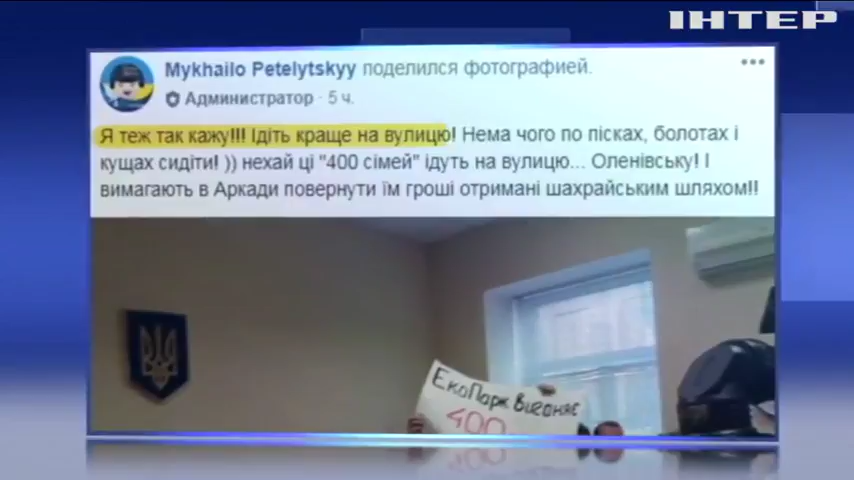 ІНТЕР
Mykhailo Petelytskyy поделился фотографией.
Администратор · 5 ч.
Я теж так кажу!!! Ідіть краще на вулицю! Нема чого по пісках, болотах і
кущах сидіти! )) нехай ці "400 сімей" ідуть на вулицю... Оленівську! І
вимагають в Аркади повернути їм гроші отримані шахрайським шляхом!!
ЕкоПарк Виганяє
400